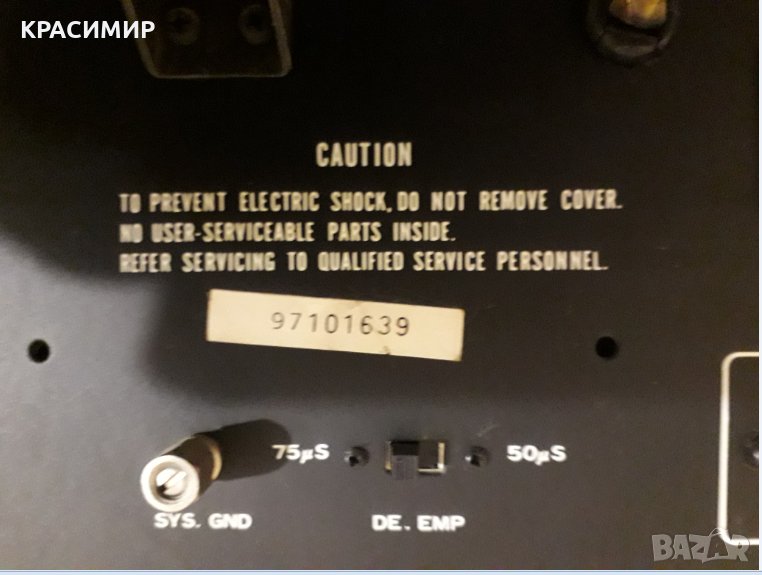 КРАСИМИР
CAUTION
TO PREVENT ELECTRIC SHOCK, DO NOT REMOVE COVER.
NO USER-SERVICEABLE PARTS INSIDE.
REFER SERVICING TO QUALIFIED SERVICE PERSONNEL.
97101639
75μS 50μS
SYS. GND DE. EMP
BAZAR